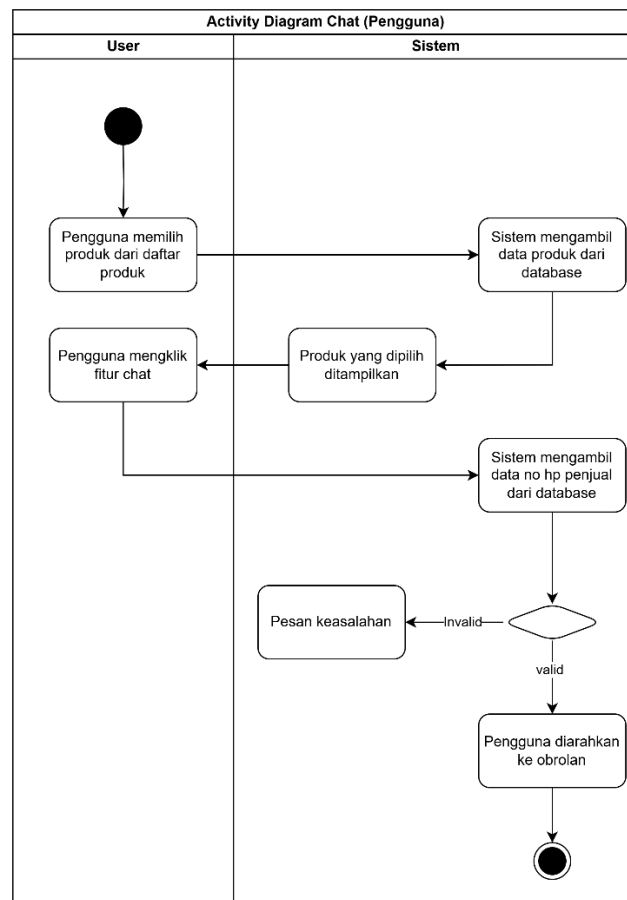 Activity Diagram Chat (Pengguna)
User
Sistem
Pengguna memilih
produk dari daftar
produk
Sistem mengambil
data produk dari
database
Pengguna mengklik
fitur chat
Produk yang dipilih
ditampilkan
Sistem mengambil
data no hp penjual
dari database
Pesan keasalahan
Invalid
valid
Pengguna diarahkan
ke obrolan